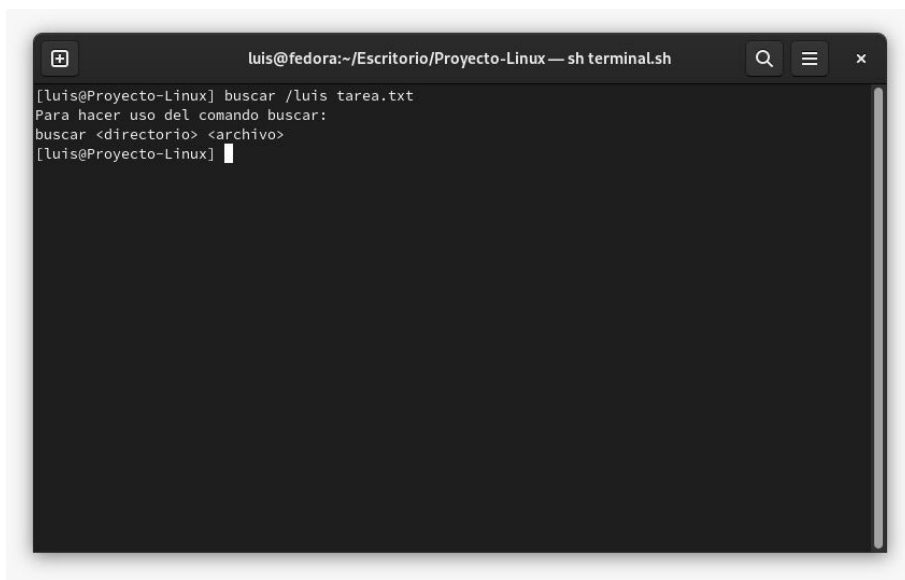 luis@fedora:~/Escritorio/Proyecto-Linux — sh terminal.sh
[luis@Proyecto-Linux] buscar /luis tarea.txt
Para hacer uso del comando buscar:
buscar <directorio> <archivo>
[luis@Proyecto-Linux]